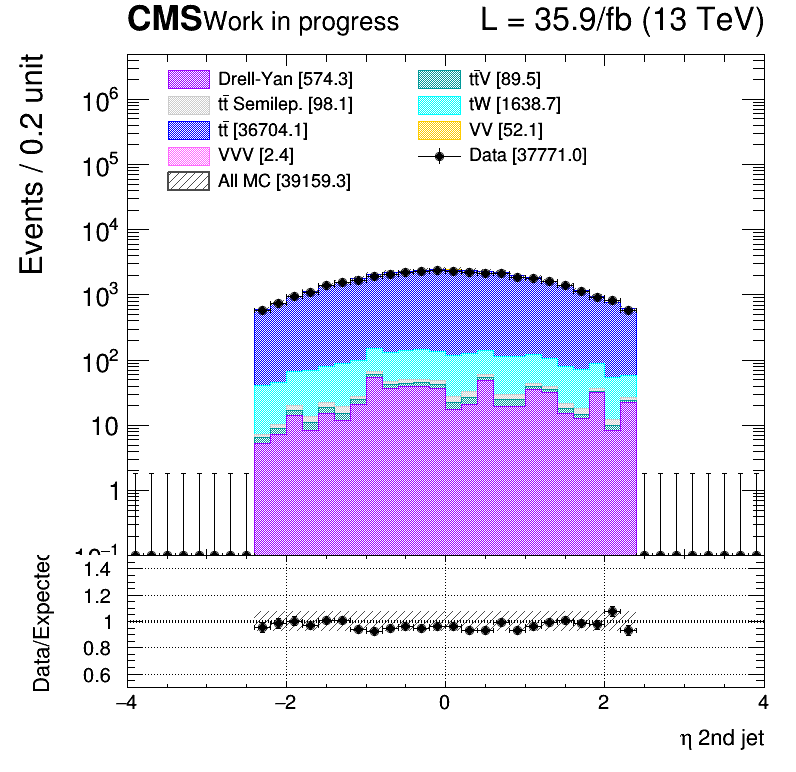 CMS Work in progress L = 35.9/fb (13 TeV)
Events / 0.2 unit
Drell-Yan [574.3]
tt̄ Semilep. [98.1]
tt̄ [36704.1]
VVV [2.4]
All MC [39159.3]
tt̄V [89.5]
tW [1638.7]
VV [52.1]
Data [37771.0]
10⁶
10⁵
10⁴
10³
10²
10
1
Data/Expected
1.4
1.2
1
0.8
0.6
−4 −2 0 2 4
η 2nd jet